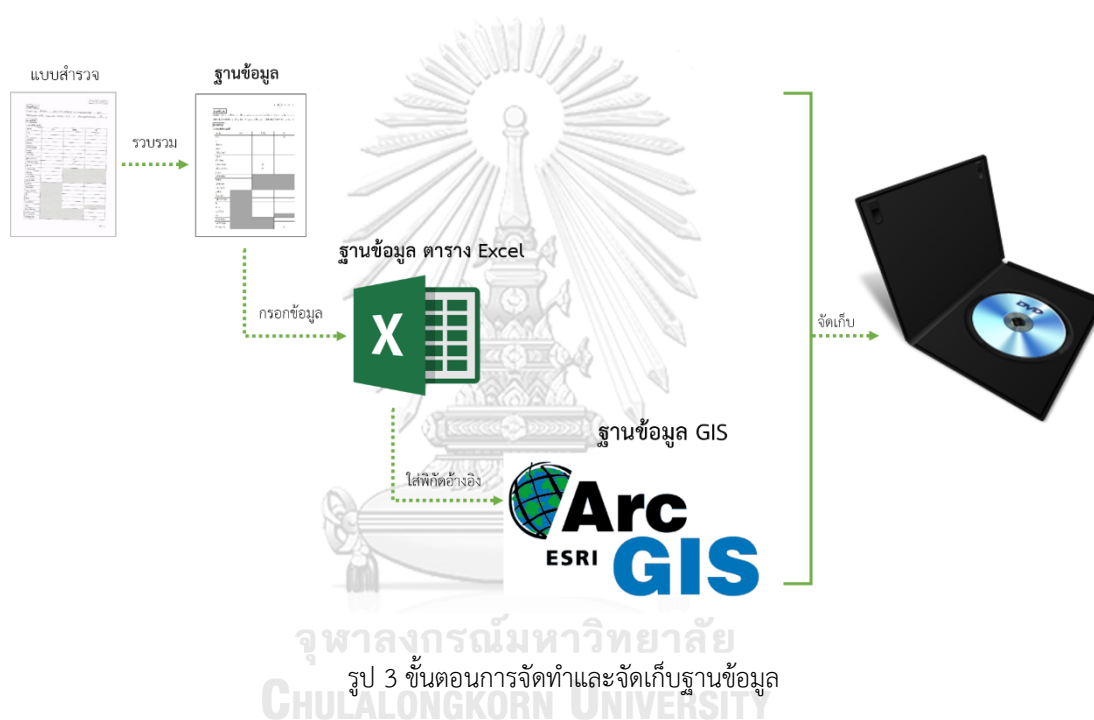 แบบสำรวจ
ฐานข้อมูล
รวบรวม
ฐานข้อมูล ตาราง Excel
กรอกข้อมูล
X
จัดเก็บ
DVD
ฐานข้อมูล GIS
ใส่พิกัดอ้างอิง
Arc
ESRI GIS
จุฬาลงกรณ์มหาวิทยาลัย
รูป 3 ขั้นตอนการจัดทำและจัดเก็บฐานข้อมูล
CHULALONGKORN UNIVERSITY